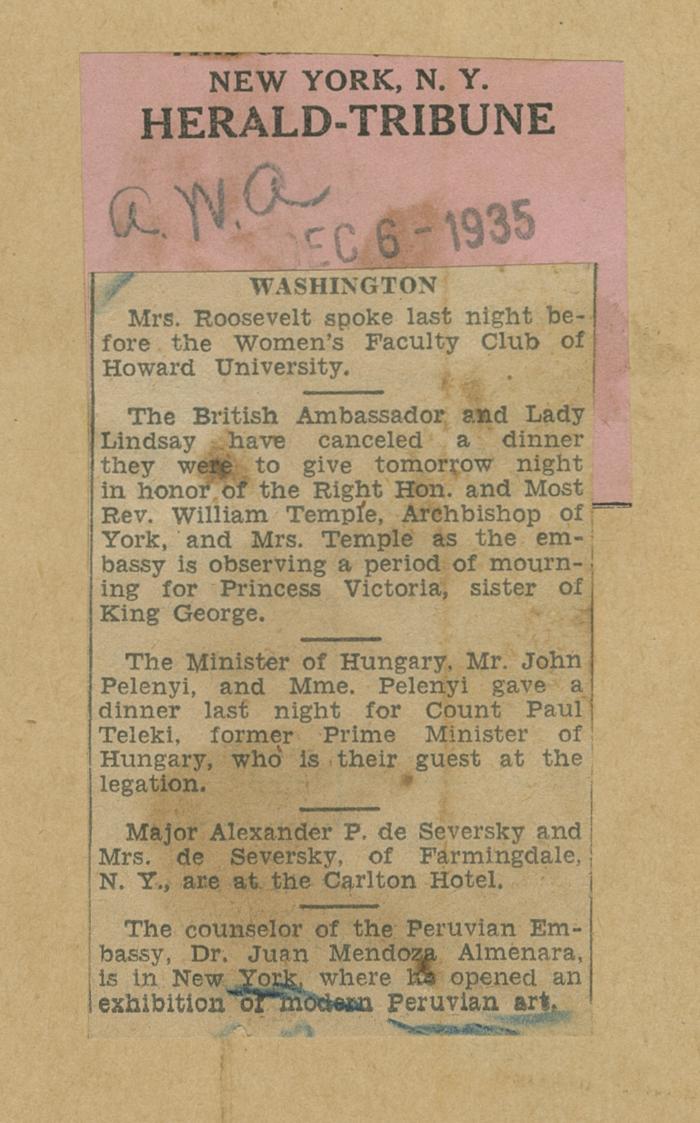 NEW YORK, N. Y.
HERALD-TRIBUNE
a. w. a
DEC 6 - 1935
WASHINGTON
Mrs. Roosevelt spoke last night be-
fore the Women's Faculty Club of
Howard University.
The British Ambassador and Lady
Lindsay have canceled a dinner
they were to give tomorrow night
in honor of the Right Hon. and Most
Rev. William Temple, Archbishop of
York, and Mrs. Temple as the em-
bassy is observing a period of mourn-
ing for Princess Victoria, sister of
King George.
The Minister of Hungary, Mr. John
Pelenyi, and Mme. Pelenyi gave a
dinner last night for Count Paul
Teleki, former Prime Minister of
Hungary, who is their guest at the
legation.
Major Alexander P. de Seversky and
Mrs. de Seversky, of Farmingdale,
N. Y., are at the Carlton Hotel.
The counselor of the Peruvian Em-
bassy, Dr. Juan Mendoza Almenara,
is in New York, where he opened an
exhibition of modern Peruvian art.